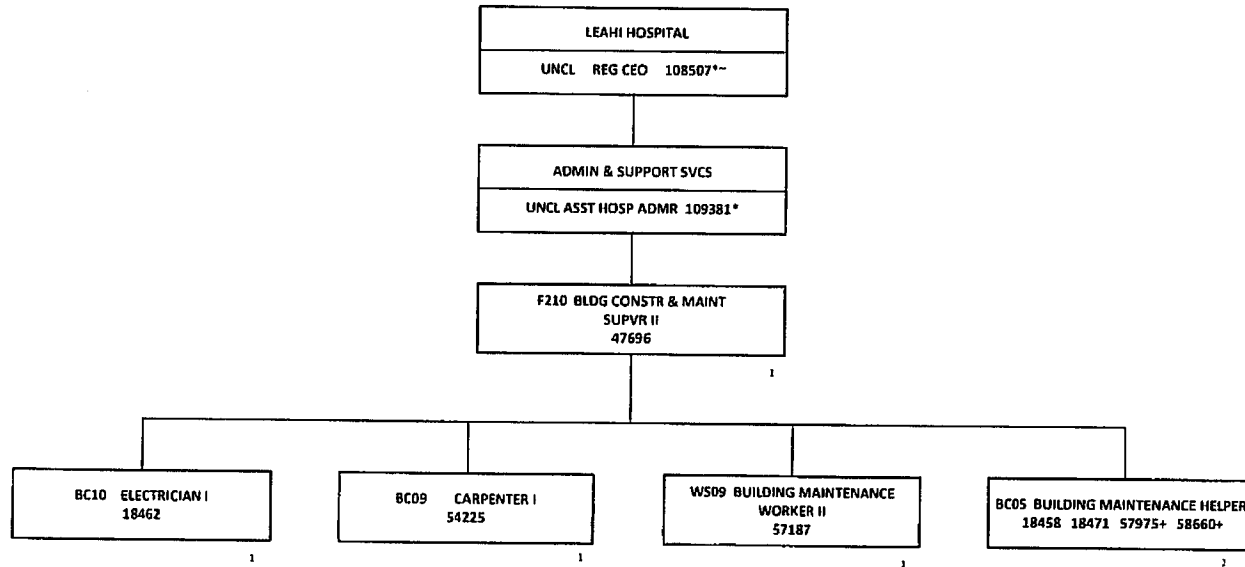 LEAHI HOSPITAL
UNCL REG CEO 108507*~
ADMIN & SUPPORT SVCS
UNCL ASST HOSP ADMR 109381*
F210 BLDG CONSTR & MAINT
SUPVR II
47696
1
BC10 ELECTRICIAN I
18462
1
BC09 CARPENTER I
54225
1
WS09 BUILDING MAINTENANCE
WORKER II
57187
1
BC05 BUILDING MAINTENANCE HELPER
18458 18471 57975+ 58660+
2